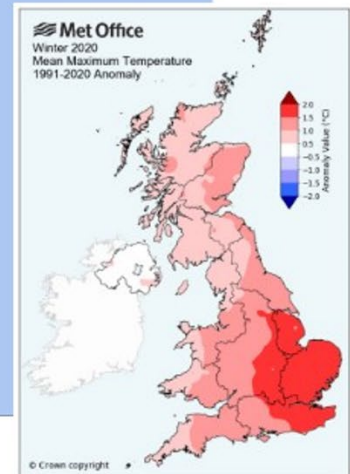 Met Office
Winter 2020
Mean Maximum Temperature
1991-2020 Anomaly
2.0
1.5
1.0
0.5
−0.5
−1.0
−1.5
−2.0
Anomaly Value (°C)
© Crown copyright